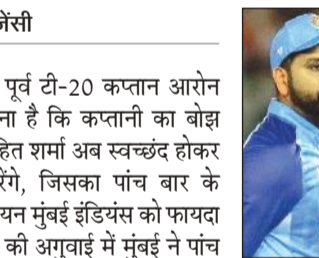 जेंसी
पूर्व टी-20 कप्तान आरोन
ना है कि कप्तानी का बोझ
हित शर्मा अब स्वच्छंद होकर
रेंगे, जिसका पांच बार के
यन मुंबई इंडियंस को फायदा
की अगुवाई में मुंबई ने पांच